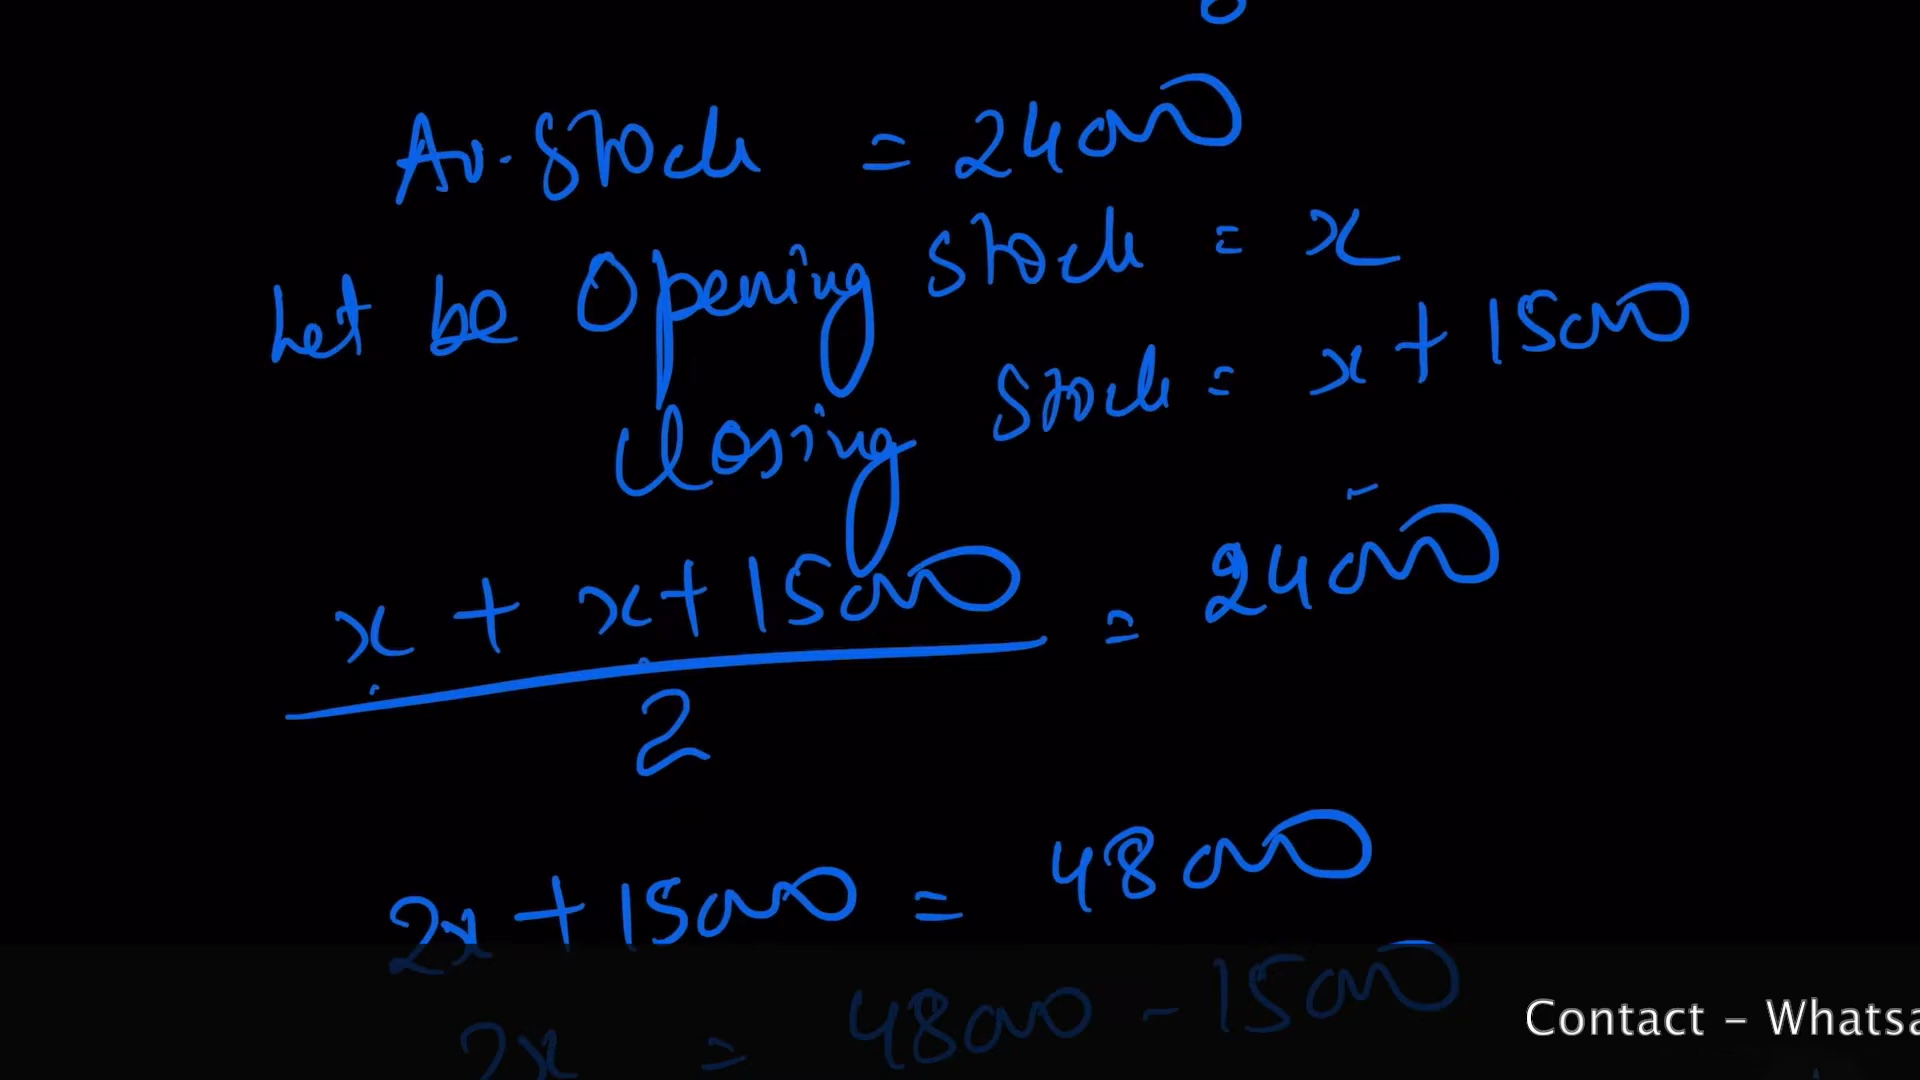 Av. Stock = 24000
Let be Opening Stock = x
Closing Stock = x + 15000
x + x + 15000
2
= 24000
2x + 15000 = 48000
2x = 48000 - 15000
Contact – Whatsa